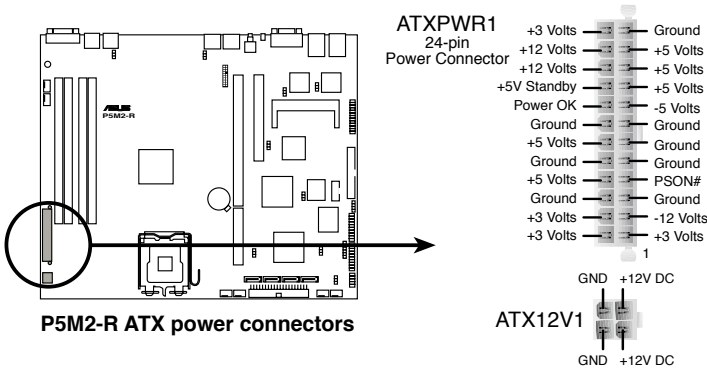 ATXPWR1
24-pin
Power Connector
+3 Volts Ground
+12 Volts +5 Volts
+12 Volts +5 Volts
+5V Standby +5 Volts
Power OK -5 Volts
Ground Ground
+5 Volts Ground
Ground Ground
+5 Volts PSON#
Ground Ground
+3 Volts -12 Volts
+3 Volts +3 Volts
1
ASUS
P5M2-R
GND +12V DC
ATX12V1
GND +12V DC
P5M2-R ATX power connectors